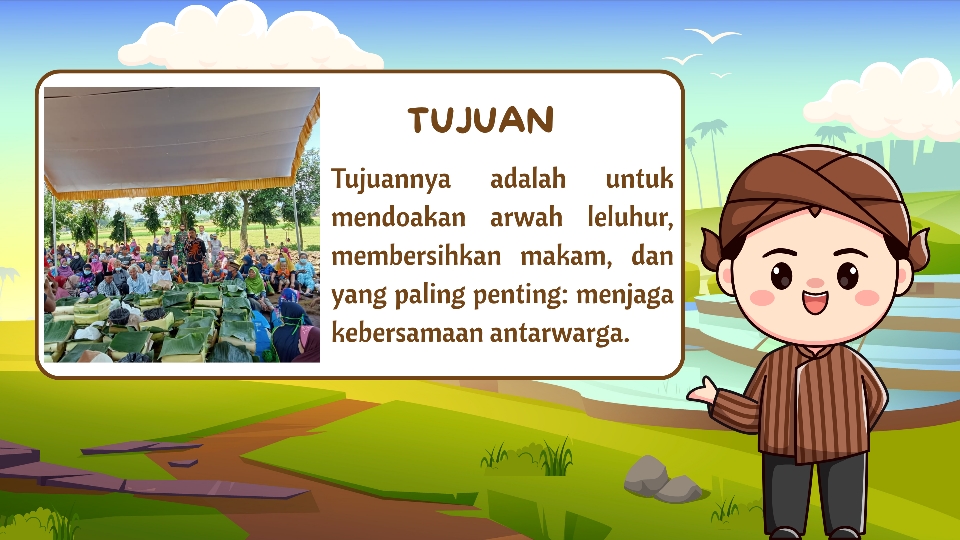 TUJUAN
Tujuannya adalah untuk
mendoakan arwah leluhur,
membersihkan makam, dan
yang paling penting: menjaga
kebersamaan antarwarga.